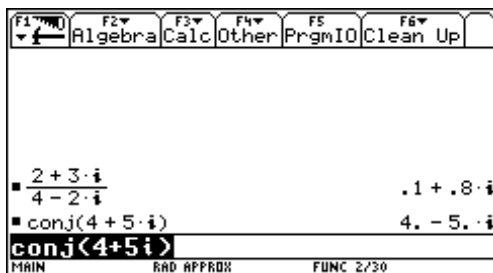 F1 F2 F3 F4 F5 F6
Algebra Calc Other PrgmIO Clean Up
2 + 3·i
4 - 2·i
.1 + .8·i
conj(4 + 5·i) 4. - 5.·i
conj(4+5i)
MAIN RAD APPROX FUNC 2/30